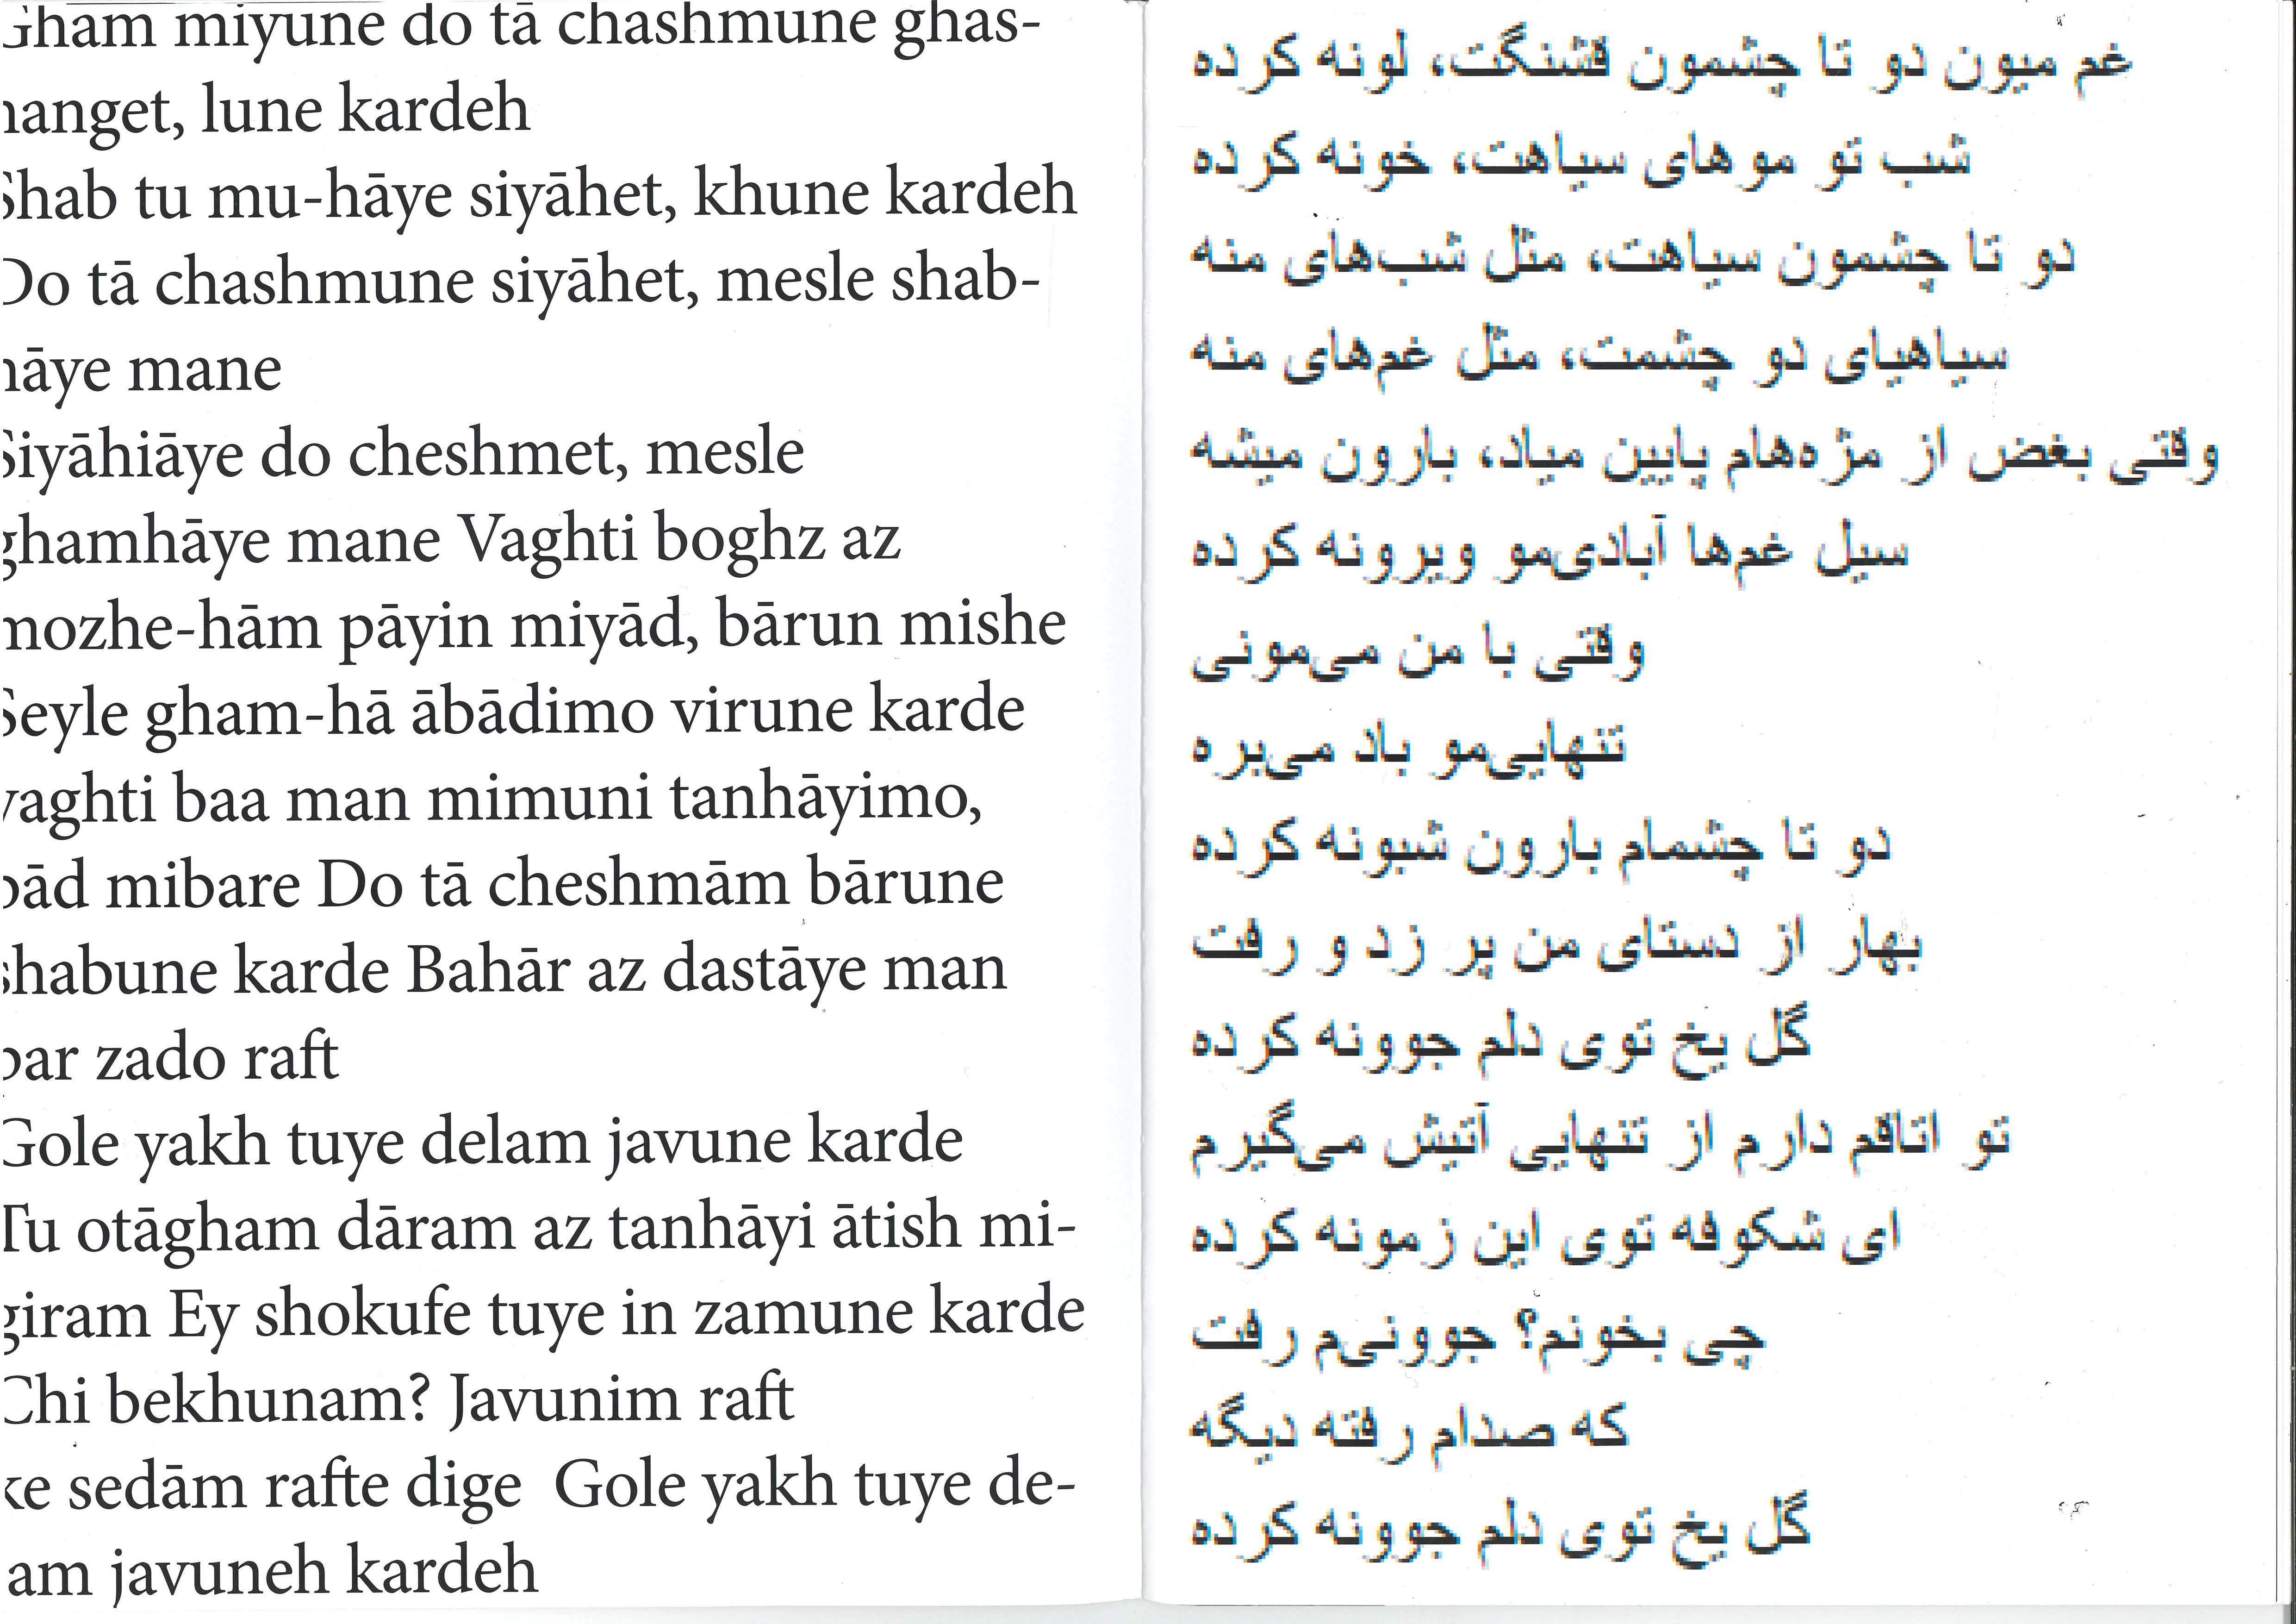 Gham miyune do tā chashmune ghas-
hanget, lune kardeh
Shab tu mu-hāye siyāhet, khune kardeh
Do tā chashmune siyāhet, mesle shab-
hāye mane
Siyāhiāye do cheshmet, mesle
ghamhāye mane Vaghti boghz az
mozhe-hām pāyin miyād, bārun mishe
Seyle gham-hā ābādimo virune karde
vaghti baa man mimuni tanhāyimo,
bād mibare Do tā cheshmām bārune
shabune karde Bahār az dastāye man
par zado raft
Gole yakh tuye delam javune karde
Tu otāgham dāram az tanhāyi ātish mi-
giram Ey shokufe tuye in zamune karde
Chi bekhunam? Javunim raft
ke sedām rafte dige Gole yakh tuye de-
lam javuneh kardeh
غم میون دو تا چشمون قشنگت، لونه کرده
شب تو موهای سیاهت، خونه کرده
دو تا چشمون سیاهت، مثل شب‌های منه
سیاهیای دو چشمت، مثل غم‌های منه
وقتی بغض از مژه‌هام پایین میاد، بارون میشه
سیل غم‌ها آبادی‌مو ویرونه کرده
وقتی با من می‌مونی
تنهایی‌مو باد می‌بره
دو تا چشمام بارون شبونه کرده
بهار از دستای من پر زد و رفت
گل یخ توی دلم جوونه کرده
تو اتاقم دارم از تنهایی آتیش می‌گیرم
ای شکوفه توی این زمونه کرده
چی بخونم؟ جوونی‌م رفت
که صدام رفته دیگه
گل یخ توی دلم جوونه کرده